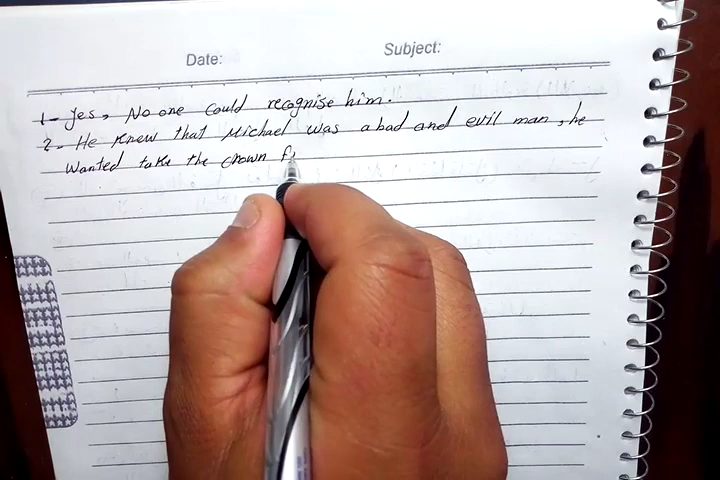 Date: Subject:
1- Yes, No one could recognise him.
2- He knew that Michael was a bad and evil man, he
wanted take the crown f